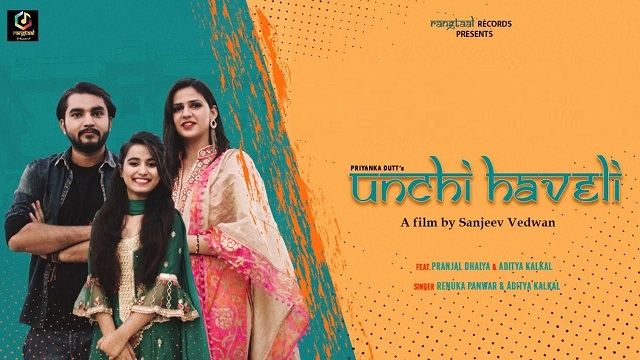 rangtaal
rangtaal RECORDS
PRESENTS
PRIYANKA DUTT's
unchi haveli
A film by Sanjeev Vedwan
FEAT. PRANJAL DHAIYA & ADITYA KALKAL
SINGER RENUKA PANWAR & ADITYA KALKAL